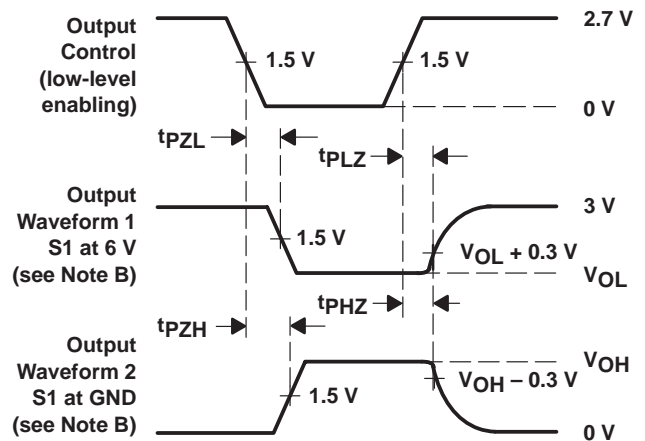 Output
Control
(low-level
enabling)
2.7 V
1.5 V
1.5 V
0 V
tPZL
tPLZ
Output
Waveform 1
S1 at 6 V
(see Note B)
3 V
1.5 V
VOL + 0.3 V
VOL
tPHZ
tPZH
Output
Waveform 2
S1 at GND
(see Note B)
VOH
VOH – 0.3 V
1.5 V
0 V